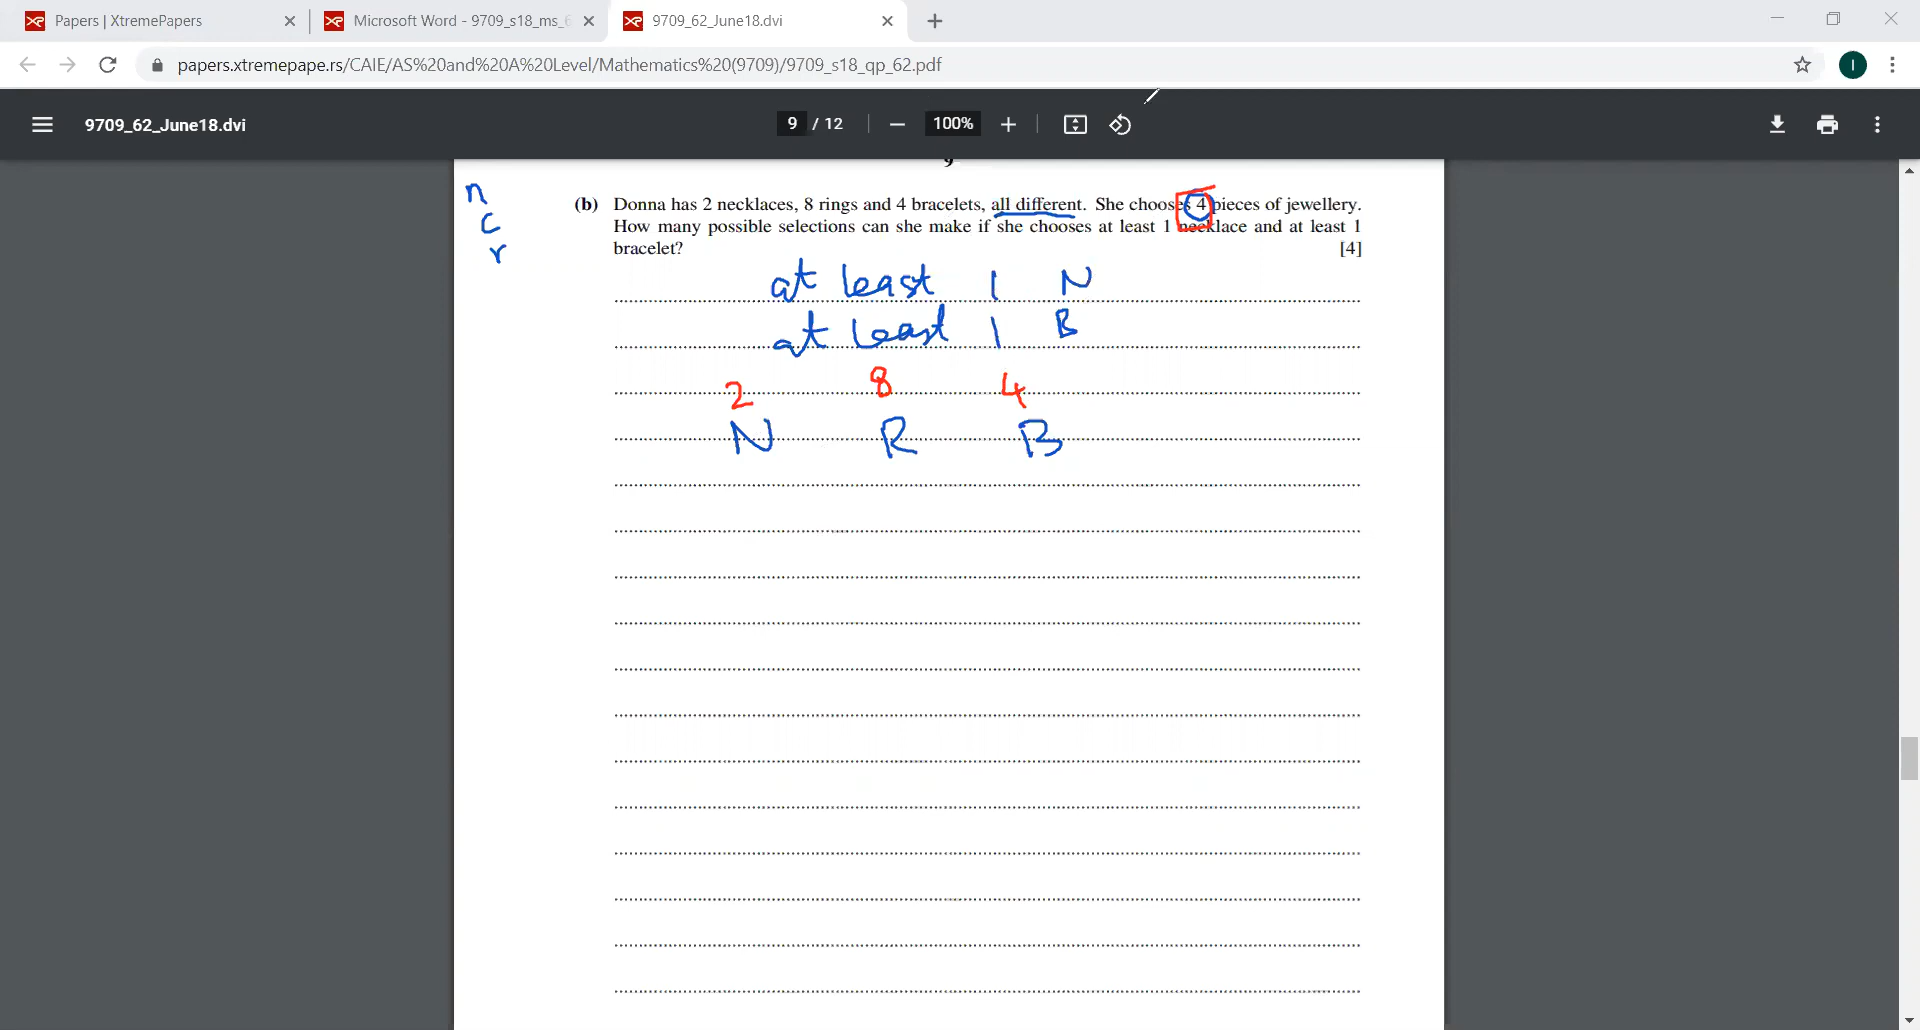 Papers | XtremePapers
Microsoft Word - 9709_s18_ms_6
9709_62_June18.dvi
papers.xtremepape.rs/CAIE/AS%20and%20A%20Level/Mathematics%20(9709)/9709_s18_qp_62.pdf
I
9709_62_June18.dvi
9 / 12
100%
9
n
c
r
(b) Donna has 2 necklaces, 8 rings and 4 bracelets, all different. She chooses 4 pieces of jewellery.
How many possible selections can she make if she chooses at least 1 necklace and at least 1
bracelet? [4]
at least 1 N
at least 1 B
2 8 4
N R B